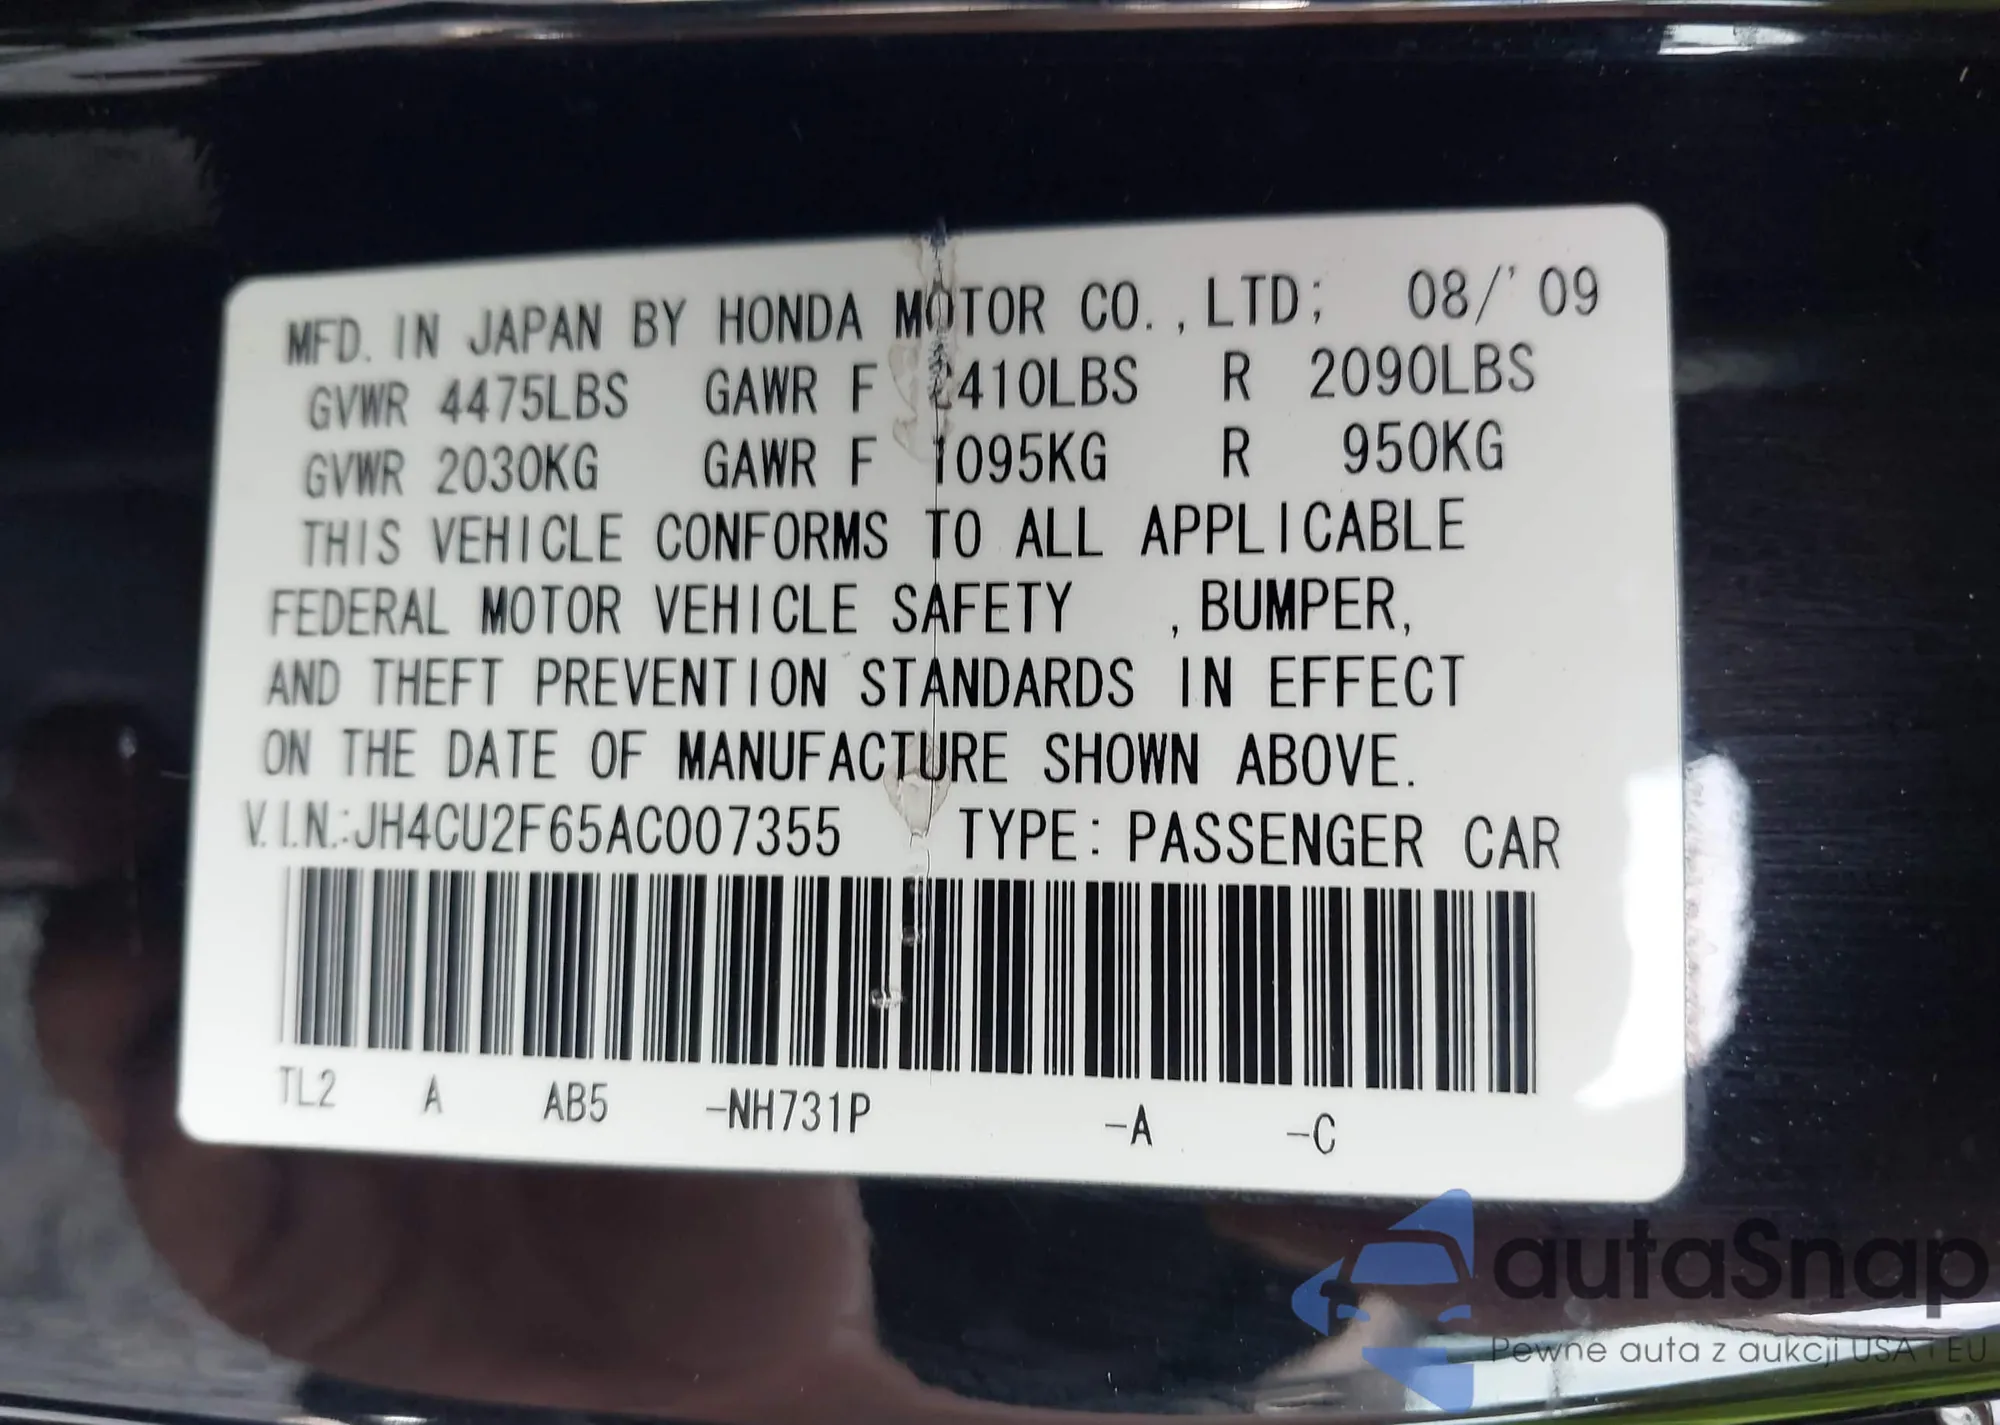 MFD. IN JAPAN BY HONDA MOTOR CO., LTD; 08/'09
GVWR 4475LBS GAWR F 2410LBS R 2090LBS
GVWR 2030KG GAWR F 1095KG R 950KG
THIS VEHICLE CONFORMS TO ALL APPLICABLE
FEDERAL MOTOR VEHICLE SAFETY , BUMPER,
AND THEFT PREVENTION STANDARDS IN EFFECT
ON THE DATE OF MANUFACTURE SHOWN ABOVE.
V.I.N.:JH4CU2F65AC007355 TYPE: PASSENGER CAR
TL2 A AB5 -NH731P -A -C
autaSnap
Pewne auta z aukcji USA i EU